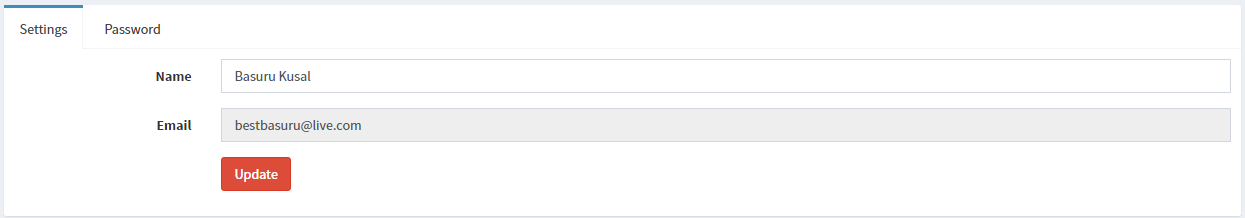 Settings Password
Name Basuru Kusal
Email bestbasuru@live.com
Update